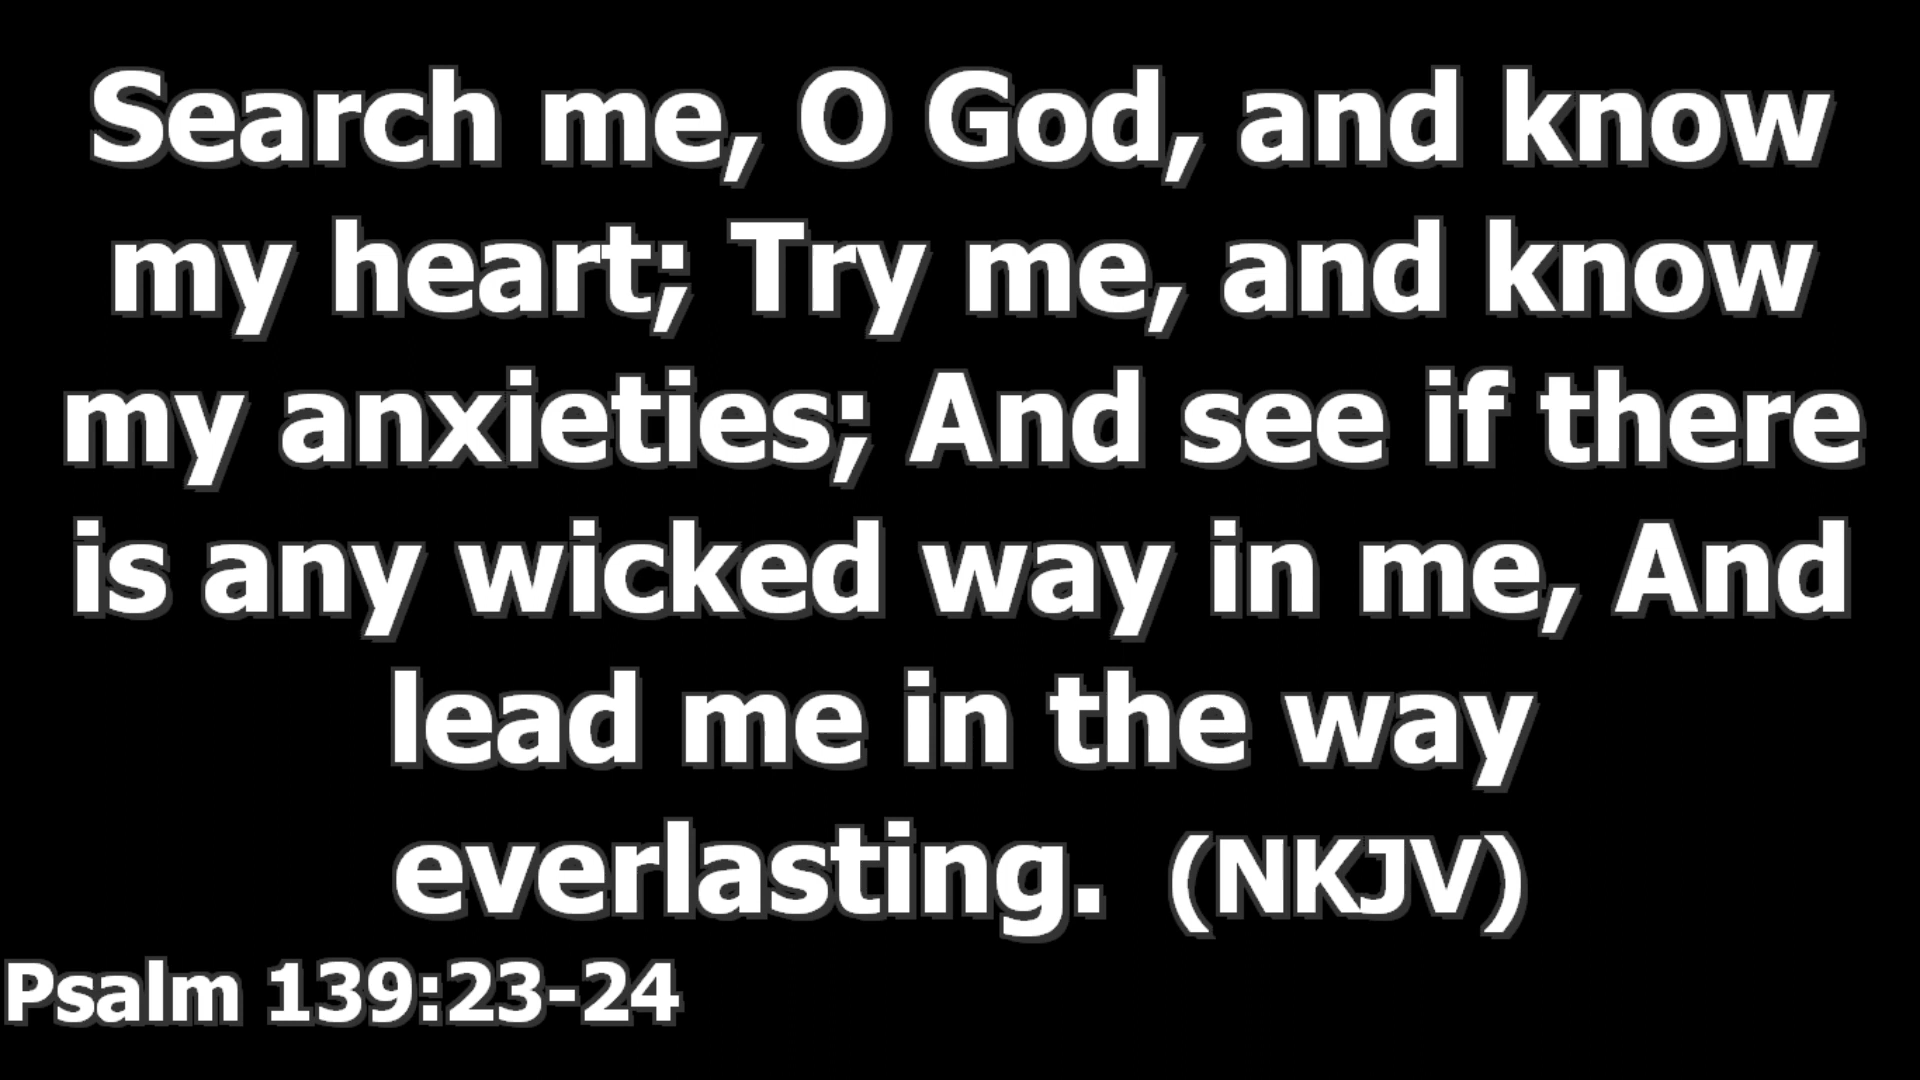 Search me, O God, and know
my heart; Try me, and know
my anxieties; And see if there
is any wicked way in me, And
lead me in the way
everlasting. (NKJV)
Psalm 139:23-24